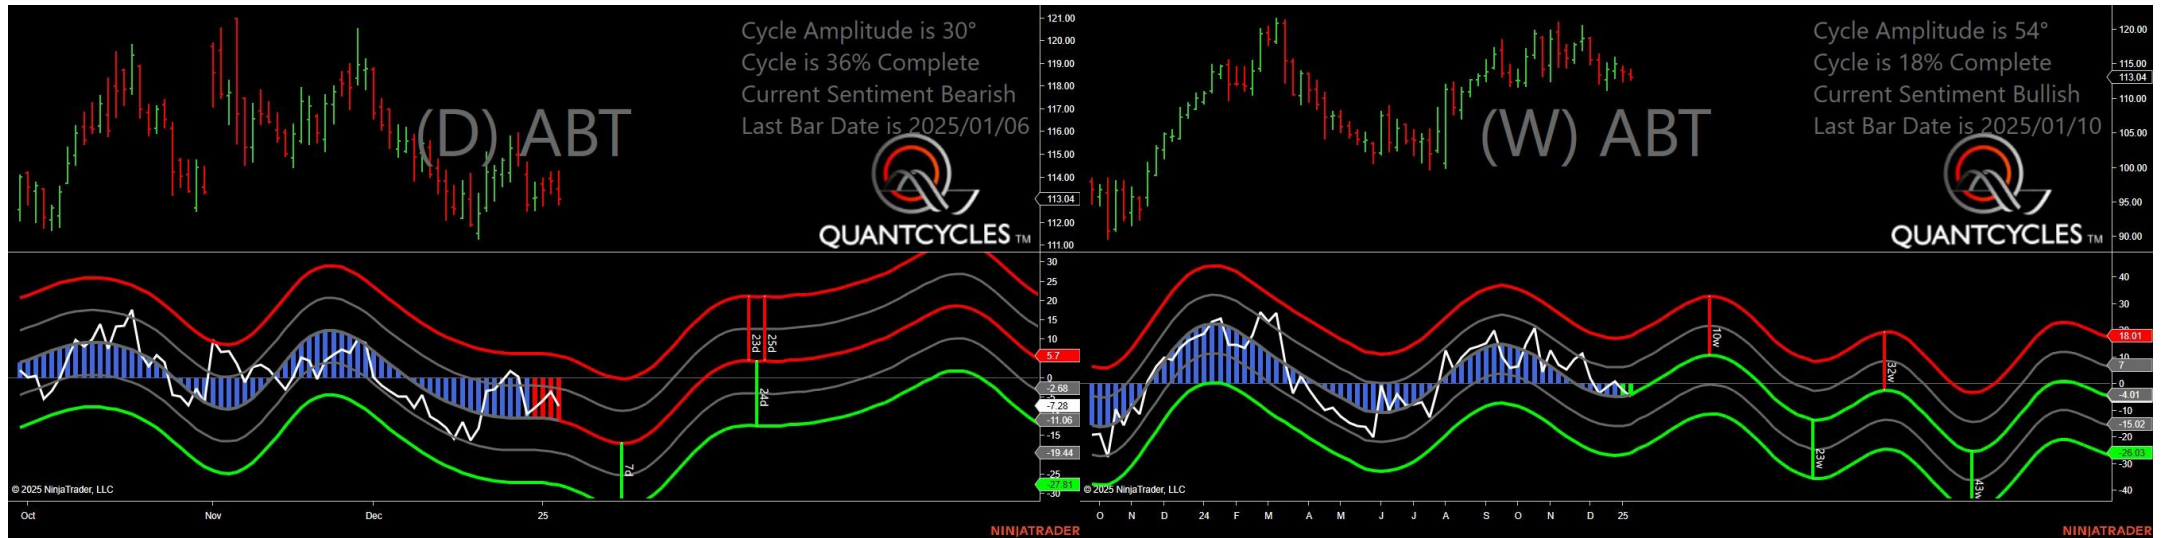 Cycle Amplitude is 30°
Cycle is 36% Complete
Current Sentiment Bearish
Last Bar Date is 2025/01/06
(D) ABT
QUANTCYCLES TM
121.00
120.00
119.00
118.00
117.00
116.00
115.00
114.00
113.04
112.00
111.00
30
25
20
15
10
5.7
0
-2.68
-7.28
-11.06
-15
-19.44
-25
-27.81
-30
23d
25d
24d
7d
© 2025 NinjaTrader, LLC
Oct Nov Dec 25
NINJATRADER
Cycle Amplitude is 54°
Cycle is 18% Complete
Current Sentiment Bullish
Last Bar Date is 2025/01/10
(W) ABT
QUANTCYCLES TM
120.00
115.00
113.04
110.00
105.00
100.00
95.00
90.00
40
30
18.01
10
7
0
-4.01
-10
-15.02
-20
-26.03
-30
-40
10w
32w
23w
43w
© 2025 NinjaTrader, LLC
O N D 24 F M A M J J A S O N D 25
NINJATRADER